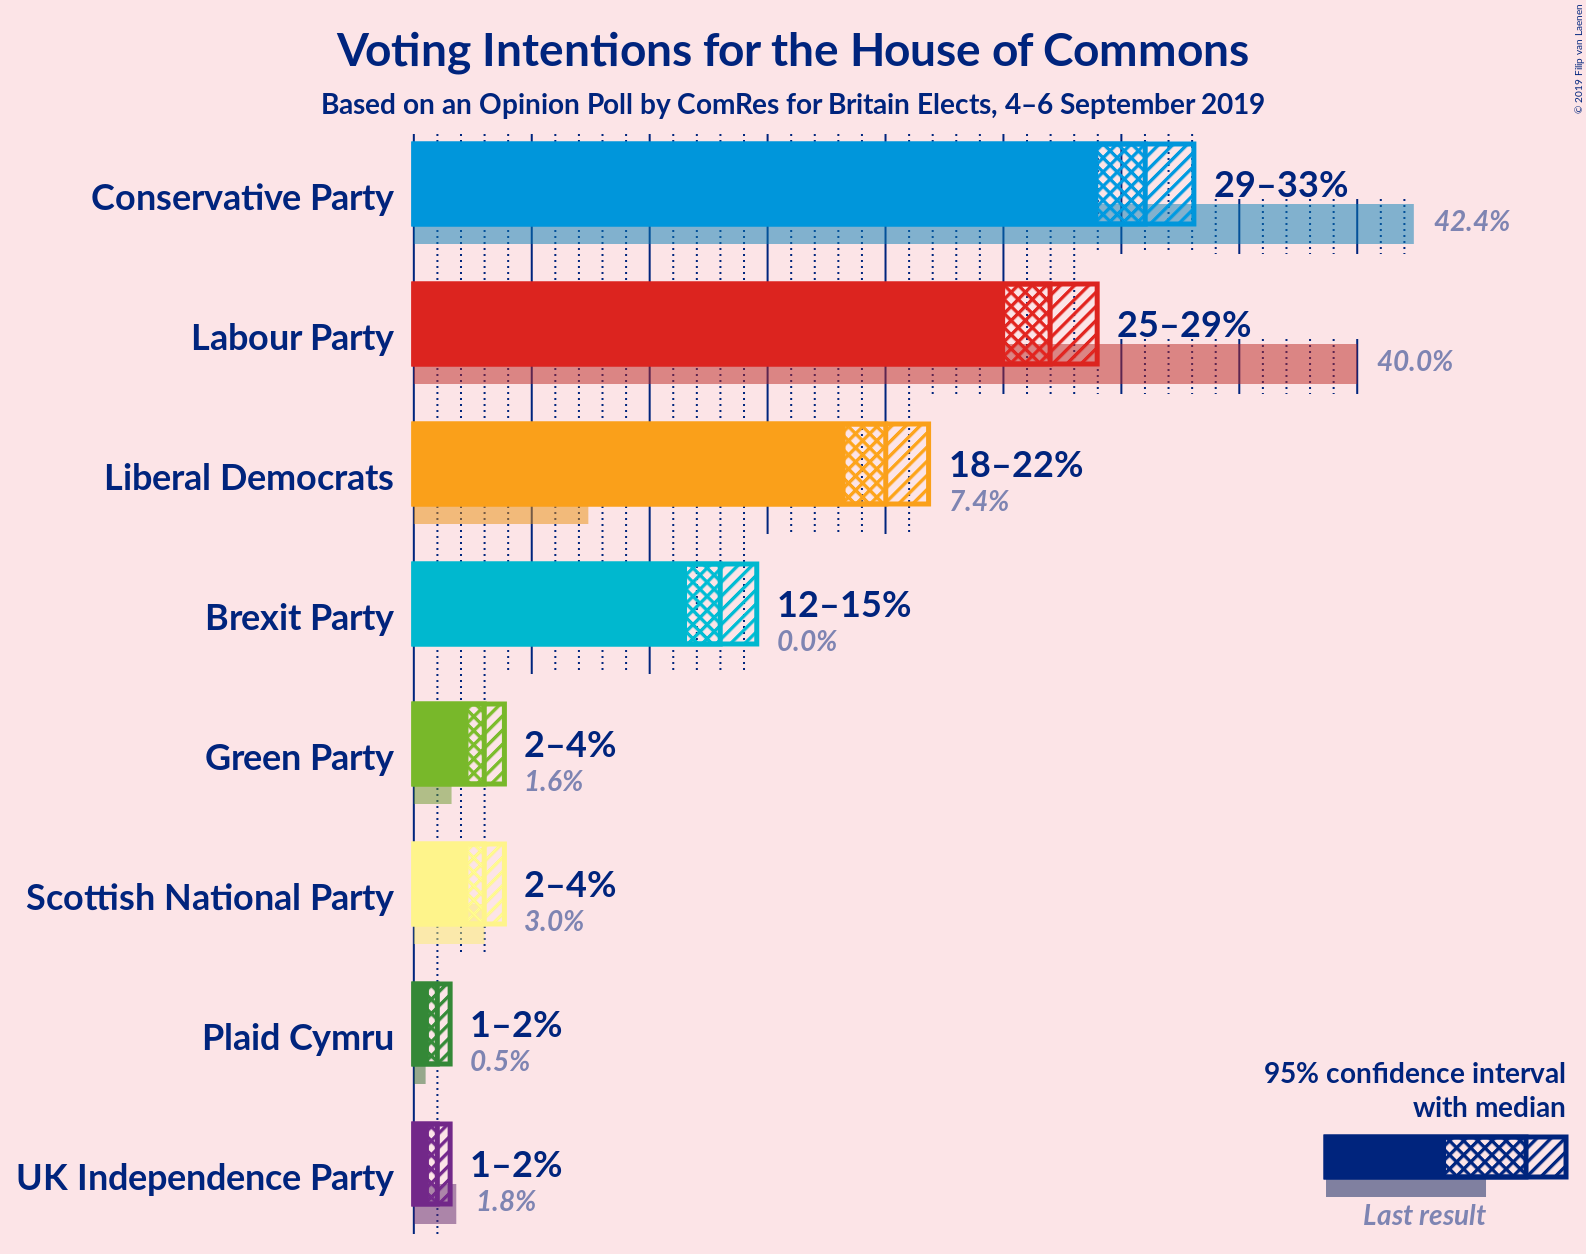 Voting Intentions for the House of Commons
Based on an Opinion Poll by ComRes for Britain Elects, 4–6 September 2019
© 2019 Filip van Laenen
Conservative Party
29–33%
42.4%
Labour Party
25–29%
40.0%
Liberal Democrats
18–22%
7.4%
Brexit Party
12–15%
0.0%
Green Party
2–4%
1.6%
Scottish National Party
2–4%
3.0%
Plaid Cymru
1–2%
0.5%
UK Independence Party
1–2%
1.8%
95% confidence interval
with median
Last result